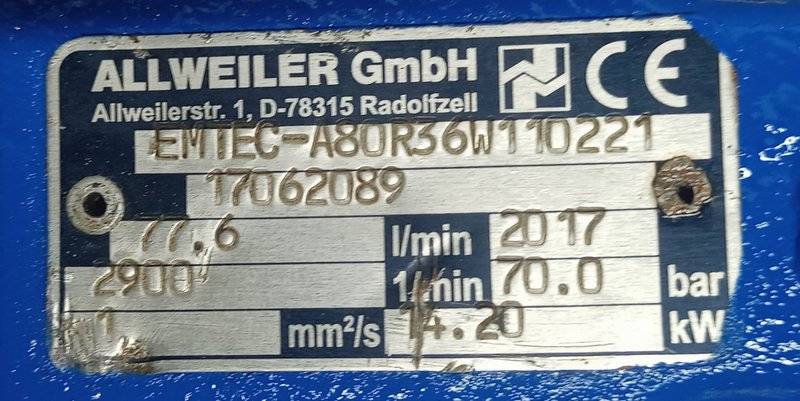 ALLWEILER GmbH CE
Allweilerstr. 1, D-78315 Radolfzell
EMTEC-A80R36W110221
17062089
77.6 l/min 2017
2900 1/min 70.0 bar
1 mm²/s 14.20 kW